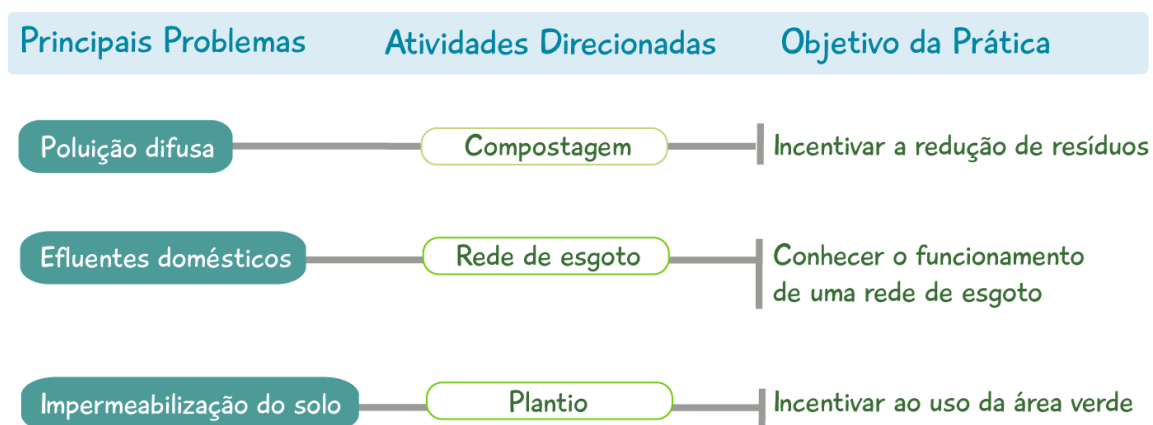 Principais Problemas Atividades Direcionadas Objetivo da Prática
Poluição difusa Compostagem Incentivar a redução de resíduos
Efluentes domésticos Rede de esgoto Conhecer o funcionamento
de uma rede de esgoto
Impermeabilização do solo Plantio Incentivar ao uso da área verde